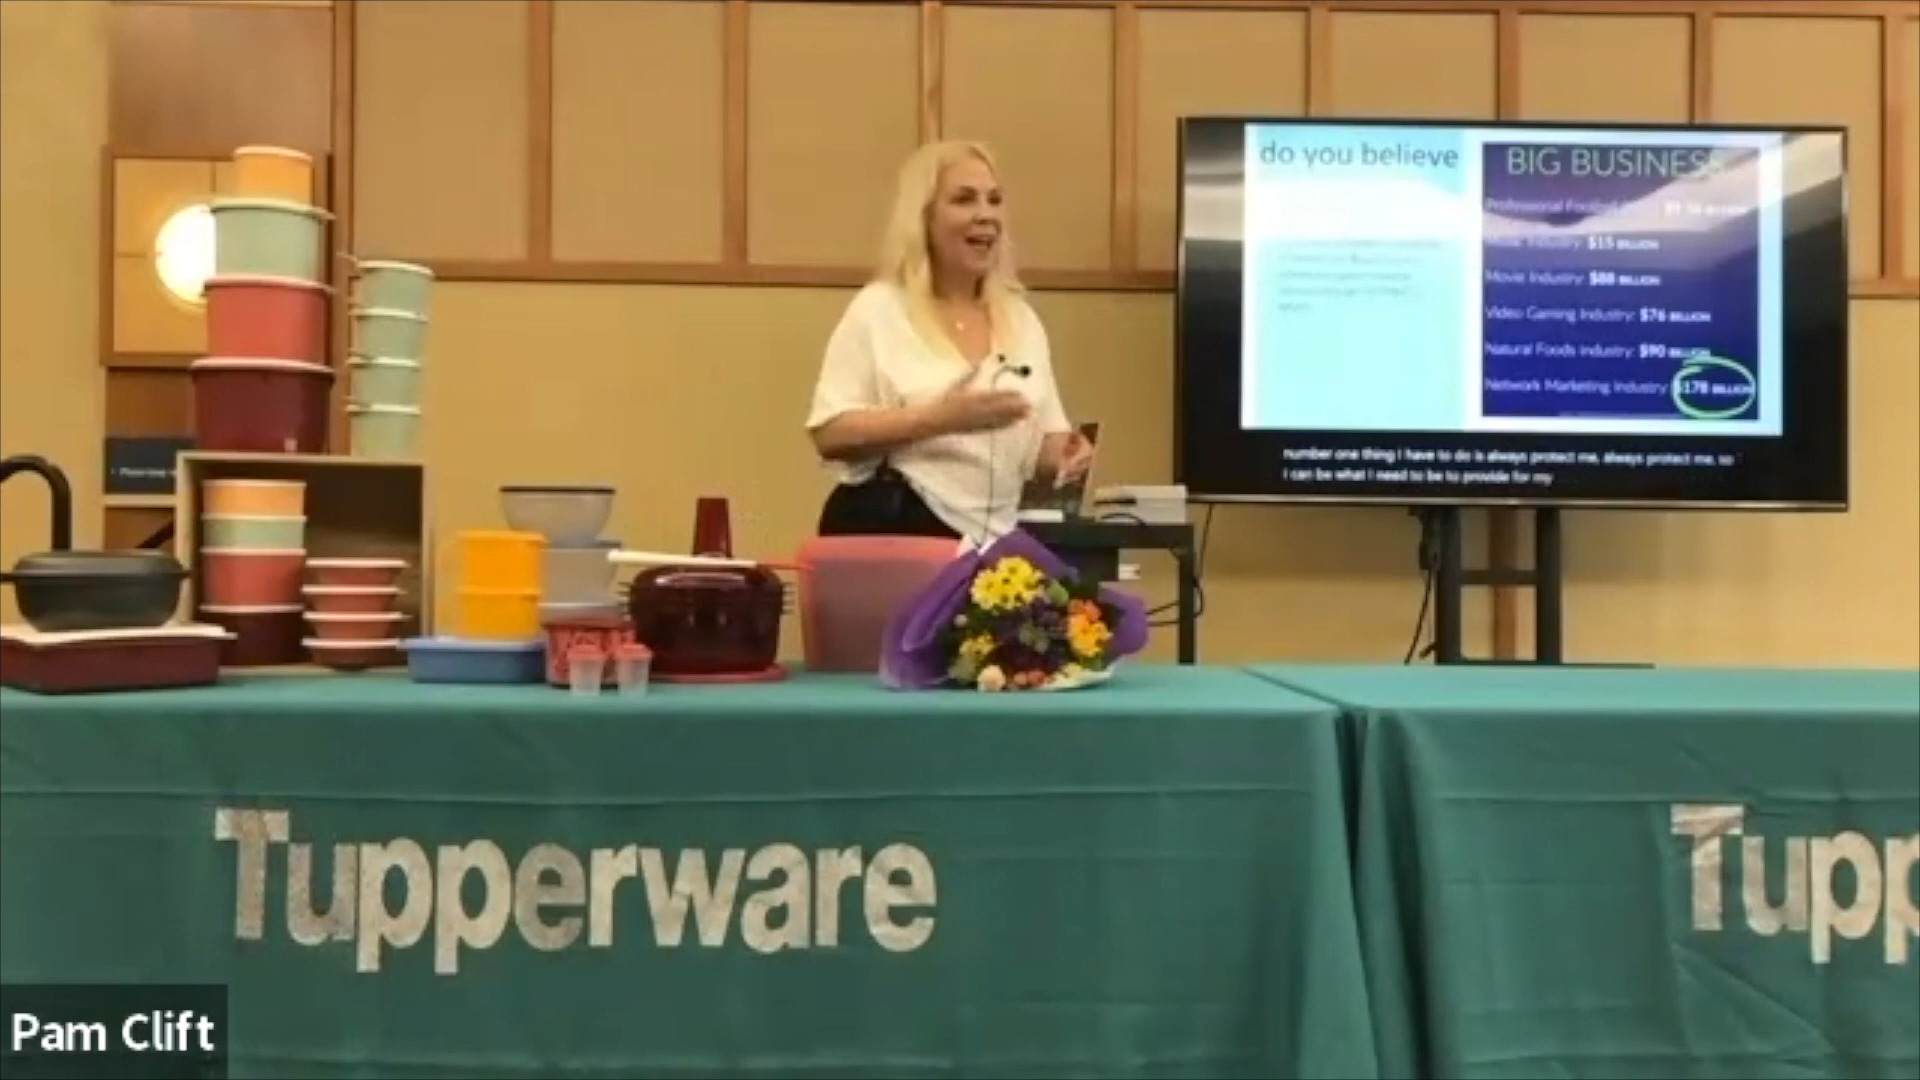 do you believe
BIG BUSINESS
Professional Football
Music Industry: $15 BILLION
Movie Industry: $88 BILLION
Video Gaming Industry: $76 BILLION
Natural Foods Industry: $90 BILLION
Network Marketing Industry: $178 BILLION
number one thing I have to do is always protect me, always protect me, so
I can be what I need to be to provide for my
Tupperware
Tupp
Pam Clift